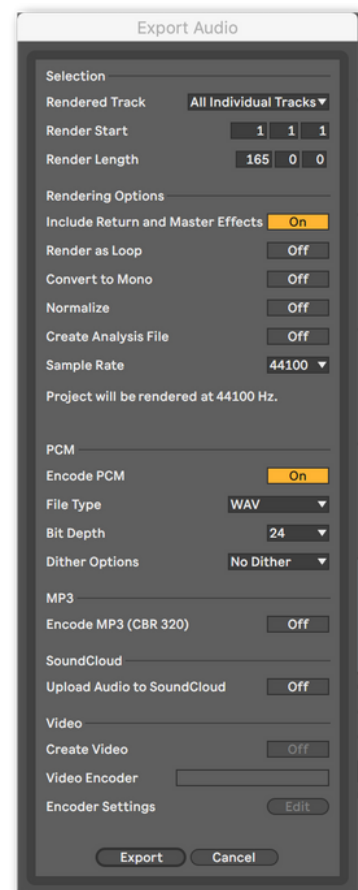 Export Audio
Selection
Rendered Track All Individual Tracks
Render Start 1 1 1
Render Length 165 0 0
Rendering Options
Include Return and Master Effects On
Render as Loop Off
Convert to Mono Off
Normalize Off
Create Analysis File Off
Sample Rate 44100
Project will be rendered at 44100 Hz.
PCM
Encode PCM On
File Type WAV
Bit Depth 24
Dither Options No Dither
MP3
Encode MP3 (CBR 320) Off
SoundCloud
Upload Audio to SoundCloud Off
Video
Create Video Off
Video Encoder
Encoder Settings Edit
Export Cancel